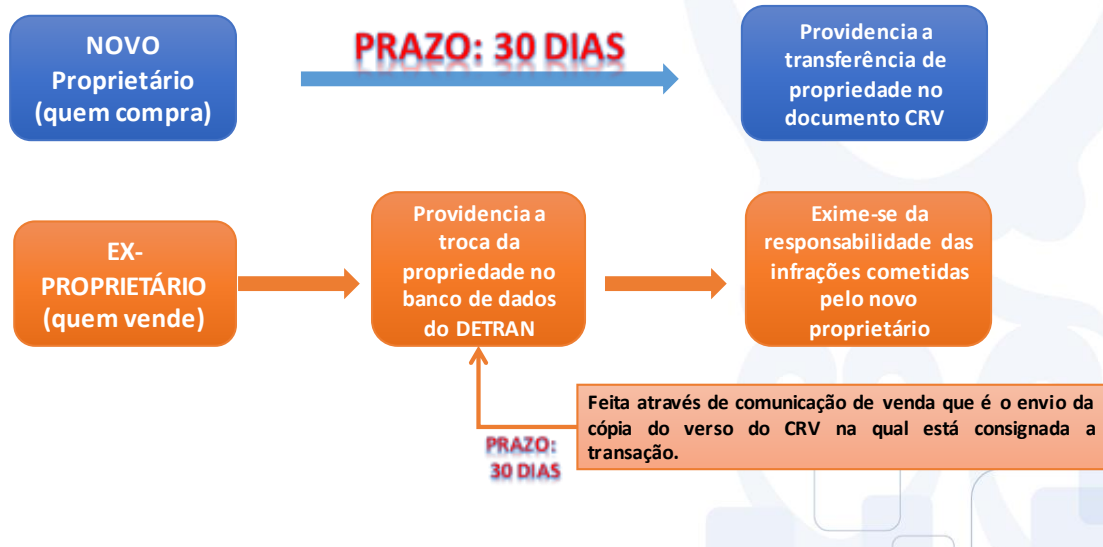 NOVO
Proprietário
(quem compra)
PRAZO: 30 DIAS
Providencia a
transferência de
propriedade no
documento CRV
EX-
PROPRIETÁRIO
(quem vende)
Providencia a
troca da
propriedade no
banco de dados
do DETRAN
Exime-se da
responsabilidade das
infrações cometidas
pelo novo
proprietário
Feita através de comunicação de venda que é o envio da
cópia do verso do CRV na qual está consignada a
transação.
PRAZO:
30 DIAS